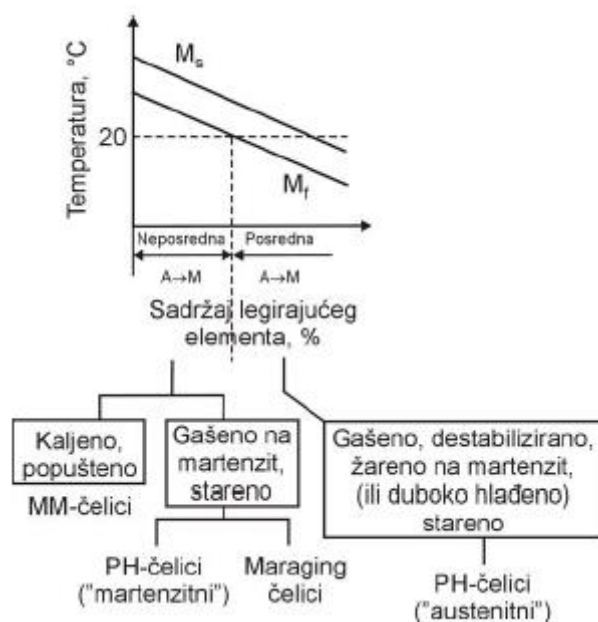 Temperatura, °C
Mₛ
20
M_f
Neposredna
Posredna
A→M
A→M
Sadržaj legirajućeg
elementa, %
Kaljeno,
popušteno
MM-čelici
Gašeno na
martenzit,
stareno
PH-čelici
("martenzitni")
Maraging
čelici
Gašeno, destabilizirano,
žareno na martenzit,
(ili duboko hlađeno)
stareno
PH-čelici
("austenitni")